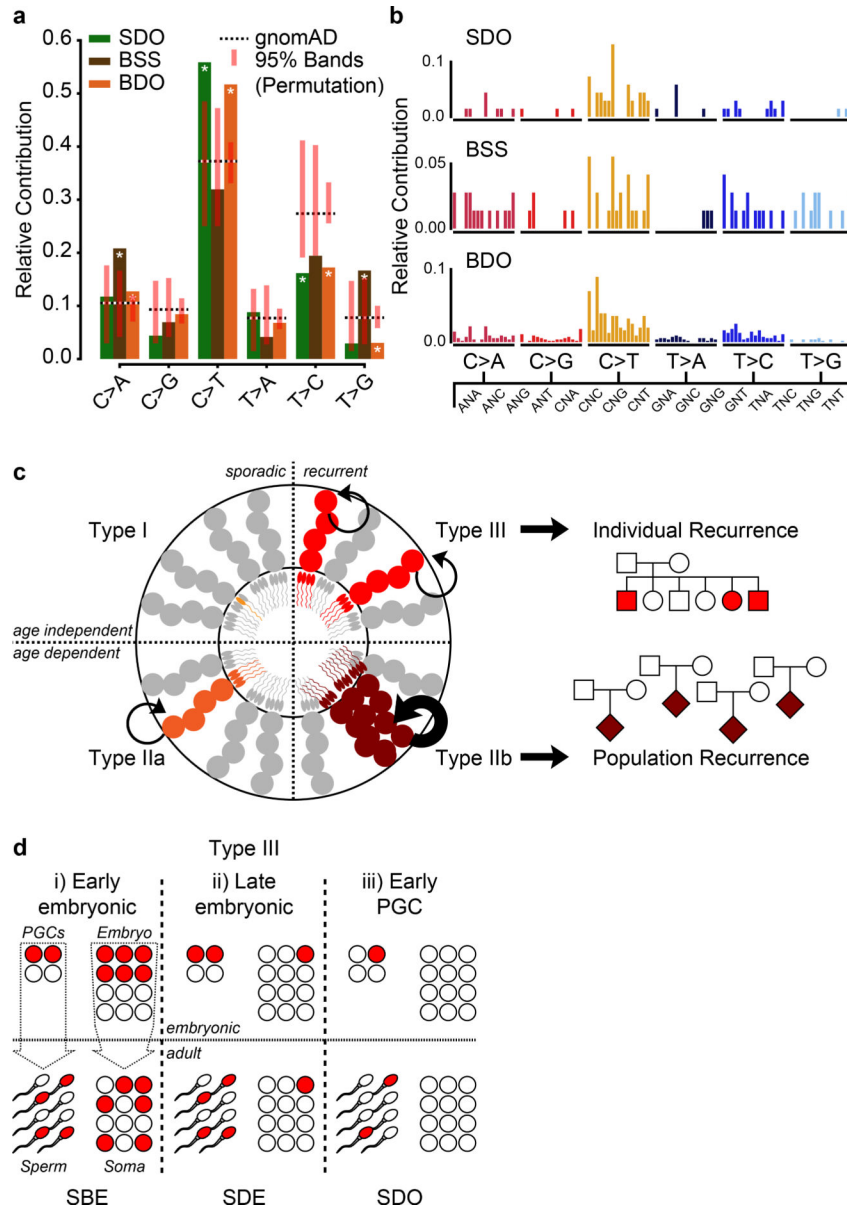 a
SDO
BSS
BDO
gnomAD
95% Bands
(Permutation)
Relative Contribution
0.6
0.5
0.4
0.3
0.2
0.1
0.0
* * * * * * * *
C>A C>G C>T T>A T>C T>G
b
Relative Contribution
SDO
0.1
0.0
BSS
0.05
0.00
BDO
0.1
0.0
C>A C>G C>T T>A T>C T>G
ANA ANC ANG ANT CNA CNC CNG CNT GNA GNC GNG GNT TNA TNC TNG TNT
c
sporadic recurrent
Type I
Type III
Individual Recurrence
age independent
age dependent
Type IIa
Type IIb
Population Recurrence
d
Type III
i) Early
embryonic
ii) Late
embryonic
iii) Early
PGC
PGCs Embryo
embryonic
adult
Sperm Soma
SBE SDE SDO